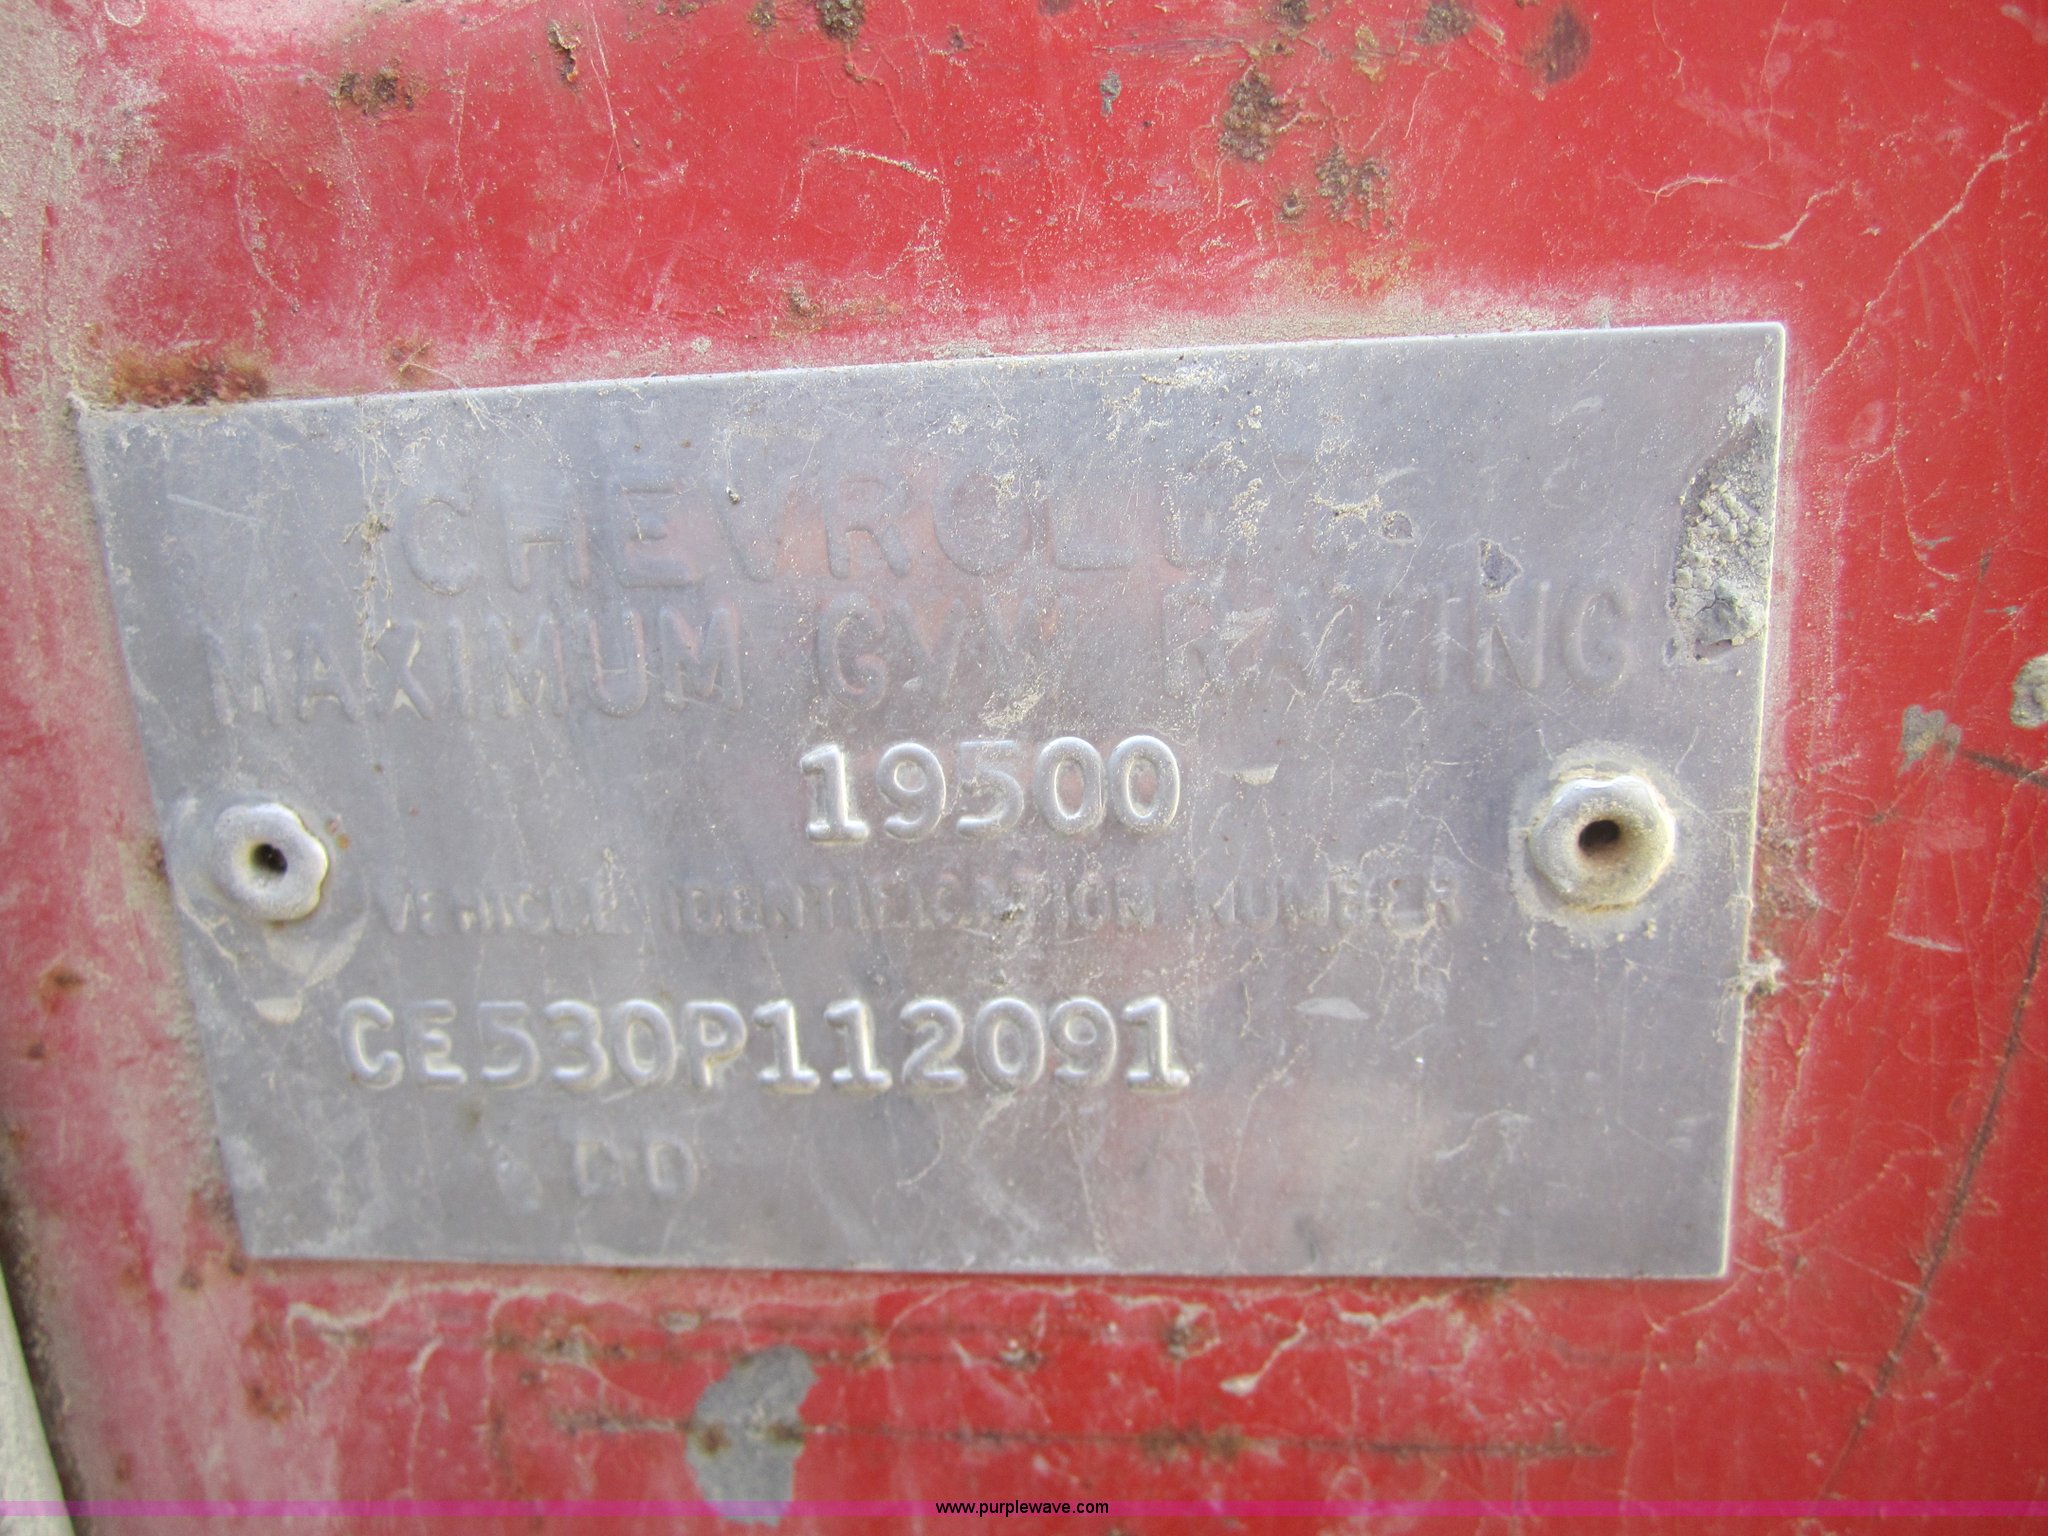 CHEVROLET
MAXIMUM GVW RATING
19500
VEHICLE IDENTIFICATION NUMBER
CE530P112091
www.purplewave.com